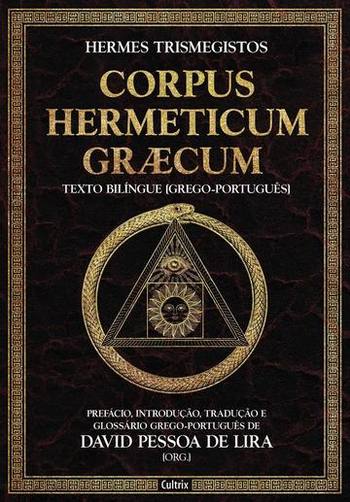 HERMES TRISMEGISTOS
CORPUS
HERMETICUM
GRÆCUM
TEXTO BILÍNGUE (GREGO-PORTUGUÊS)
PREFÁCIO, INTRODUÇÃO, TRADUÇÃO E
GLOSSÁRIO GREGO-PORTUGUÊS DE
DAVID PESSOA DE LIRA
(ORG.)
Cultrix